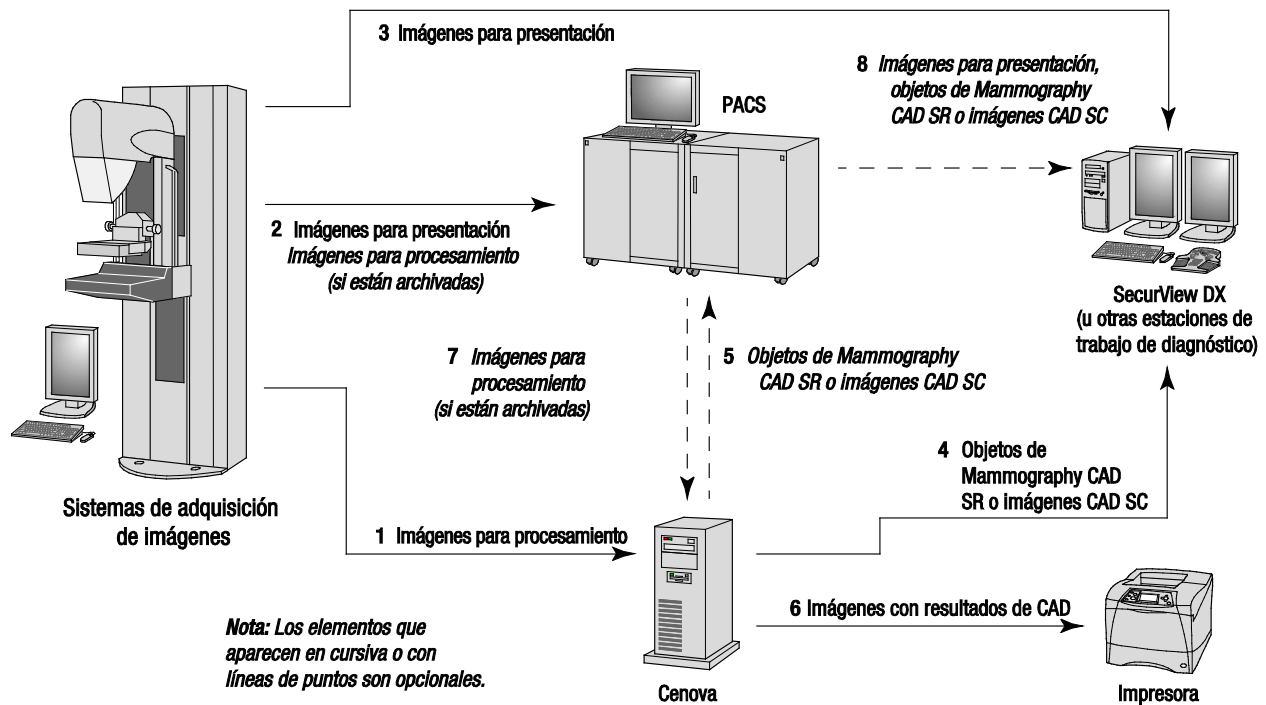 3 Imágenes para presentación
8 Imágenes para presentación,
objetos de Mammography
CAD SR o imágenes CAD SC
PACS
2 Imágenes para presentación
Imágenes para procesamiento
(si están archivadas)
SecurView DX
(u otras estaciones de
trabajo de diagnóstico)
7 Imágenes para
procesamiento
(si están archivadas)
5 Objetos de Mammography
CAD SR o imágenes CAD SC
4 Objetos de
Mammography CAD
SR o imágenes CAD SC
Sistemas de adquisición
de imágenes
1 Imágenes para procesamiento
6 Imágenes con resultados de CAD
Nota: Los elementos que
aparecen en cursiva o con
líneas de puntos son opcionales.
Cenova
Impresora